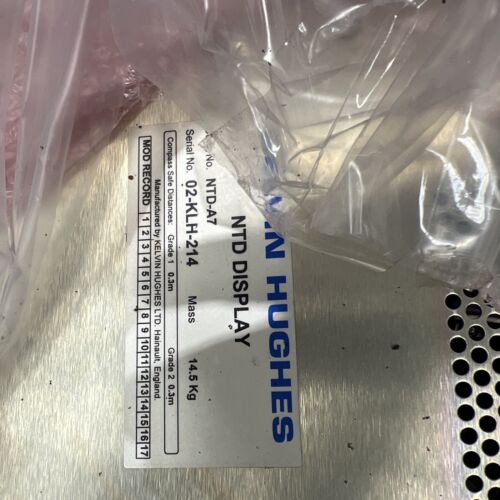 VIN HUGHES
NTD DISPLAY
No. NTD-A7
Serial No. 02-KLH-214 Mass 14.5 Kg
Compass Safe Distances: Grade 1 0.3m Grade 2 0.3m
Manufactured by KELVIN HUGHES LTD. Hainault, England.
MOD RECORD 1 2 3 4 5 6 7 8 9 10 11 12 13 14 15 16 17